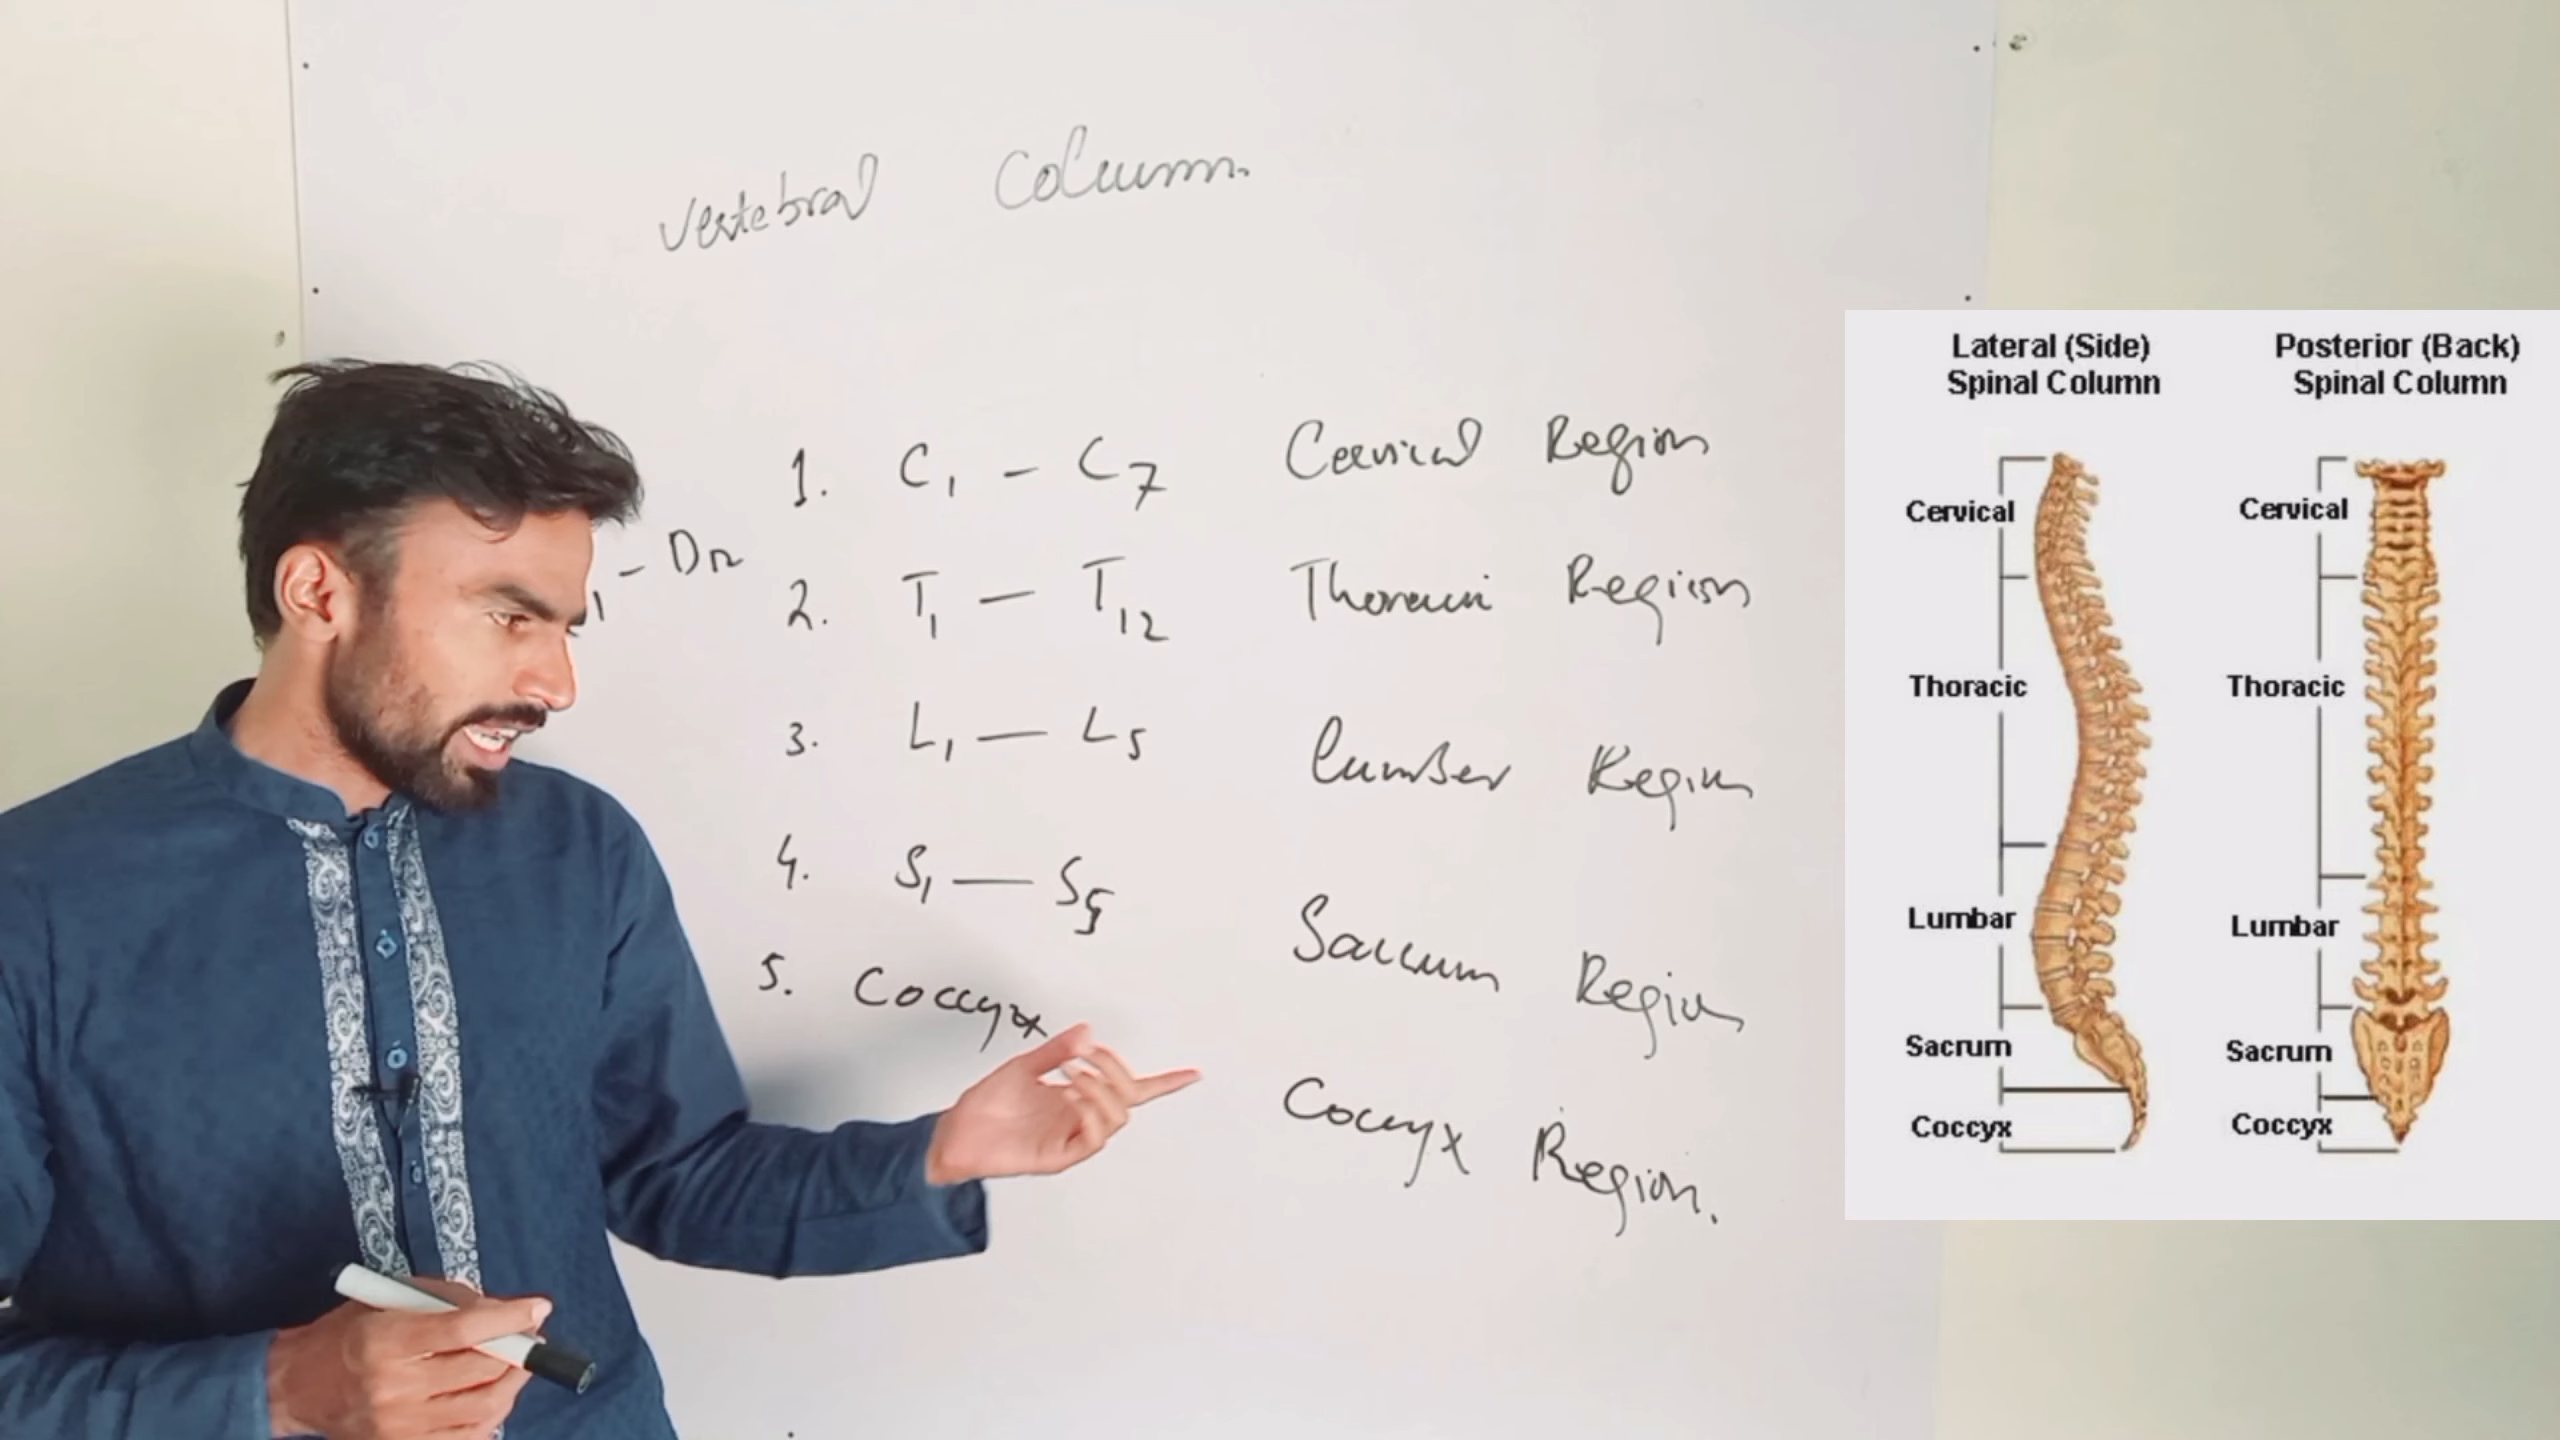 Vertebral Column.
1. C1 - C7 Cervical Region
1 - D12
2. T1 - T12 Thoracic Region
3. L1 - L5 lumber Region
4. S1 - S5 Sacrum Region
5. Coccyx
Coccyx Region.
Lateral (Side)
Spinal Column
Cervical
Thoracic
Lumbar
Sacrum
Coccyx
Posterior (Back)
Spinal Column
Cervical
Thoracic
Lumbar
Sacrum
Coccyx